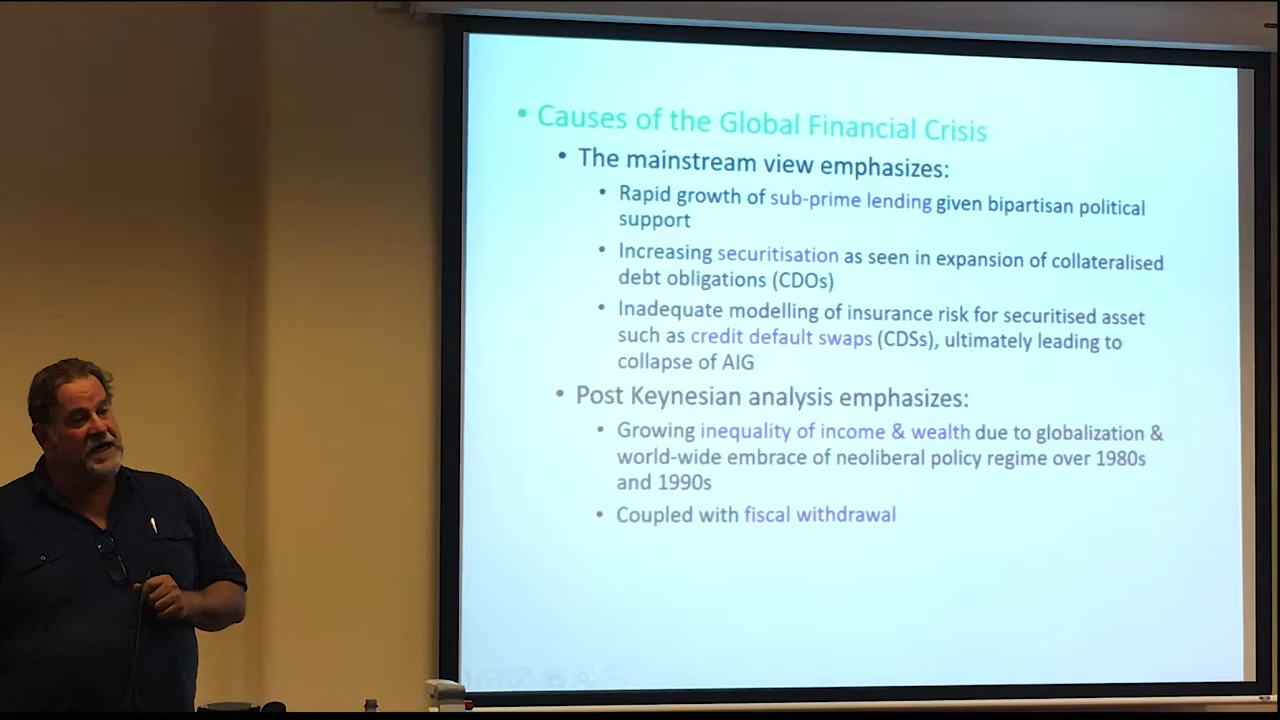 • Causes of the Global Financial Crisis
• The mainstream view emphasizes:
• Rapid growth of sub-prime lending given bipartisan political
support
• Increasing securitisation as seen in expansion of collateralised
debt obligations (CDOs)
• Inadequate modelling of insurance risk for securitised asset
such as credit default swaps (CDSs), ultimately leading to
collapse of AIG
• Post Keynesian analysis emphasizes:
• Growing inequality of income & wealth due to globalization &
world-wide embrace of neoliberal policy regime over 1980s
and 1990s
• Coupled with fiscal withdrawal